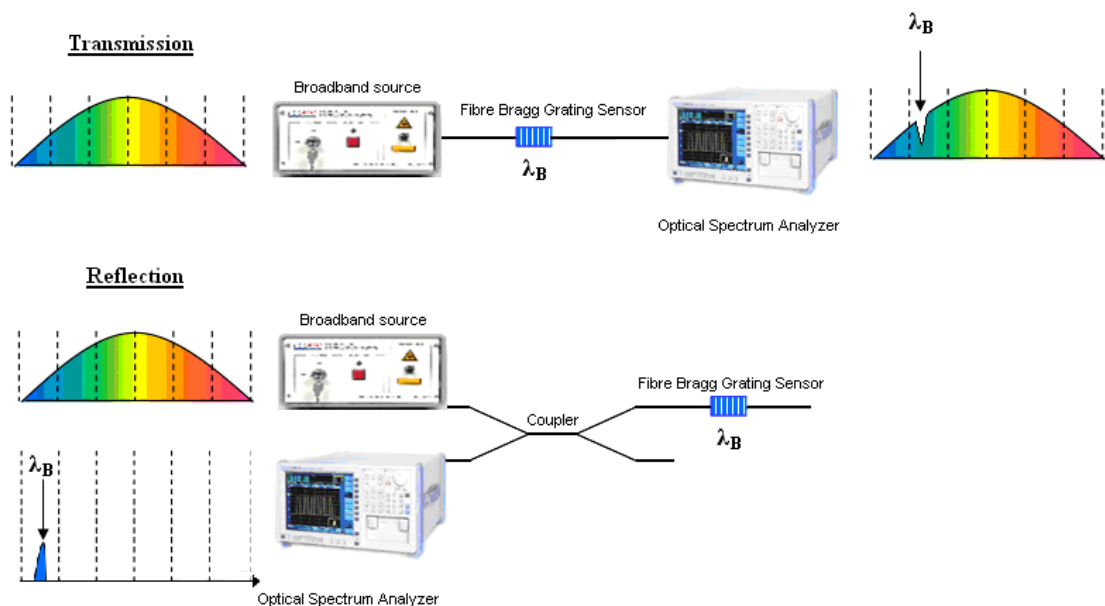 Transmission
λB
Broadband source
Fibre Bragg Grating Sensor
λB
Optical Spectrum Analyzer
Reflection
Broadband source
Fibre Bragg Grating Sensor
Coupler
λB
λB
Optical Spectrum Analyzer